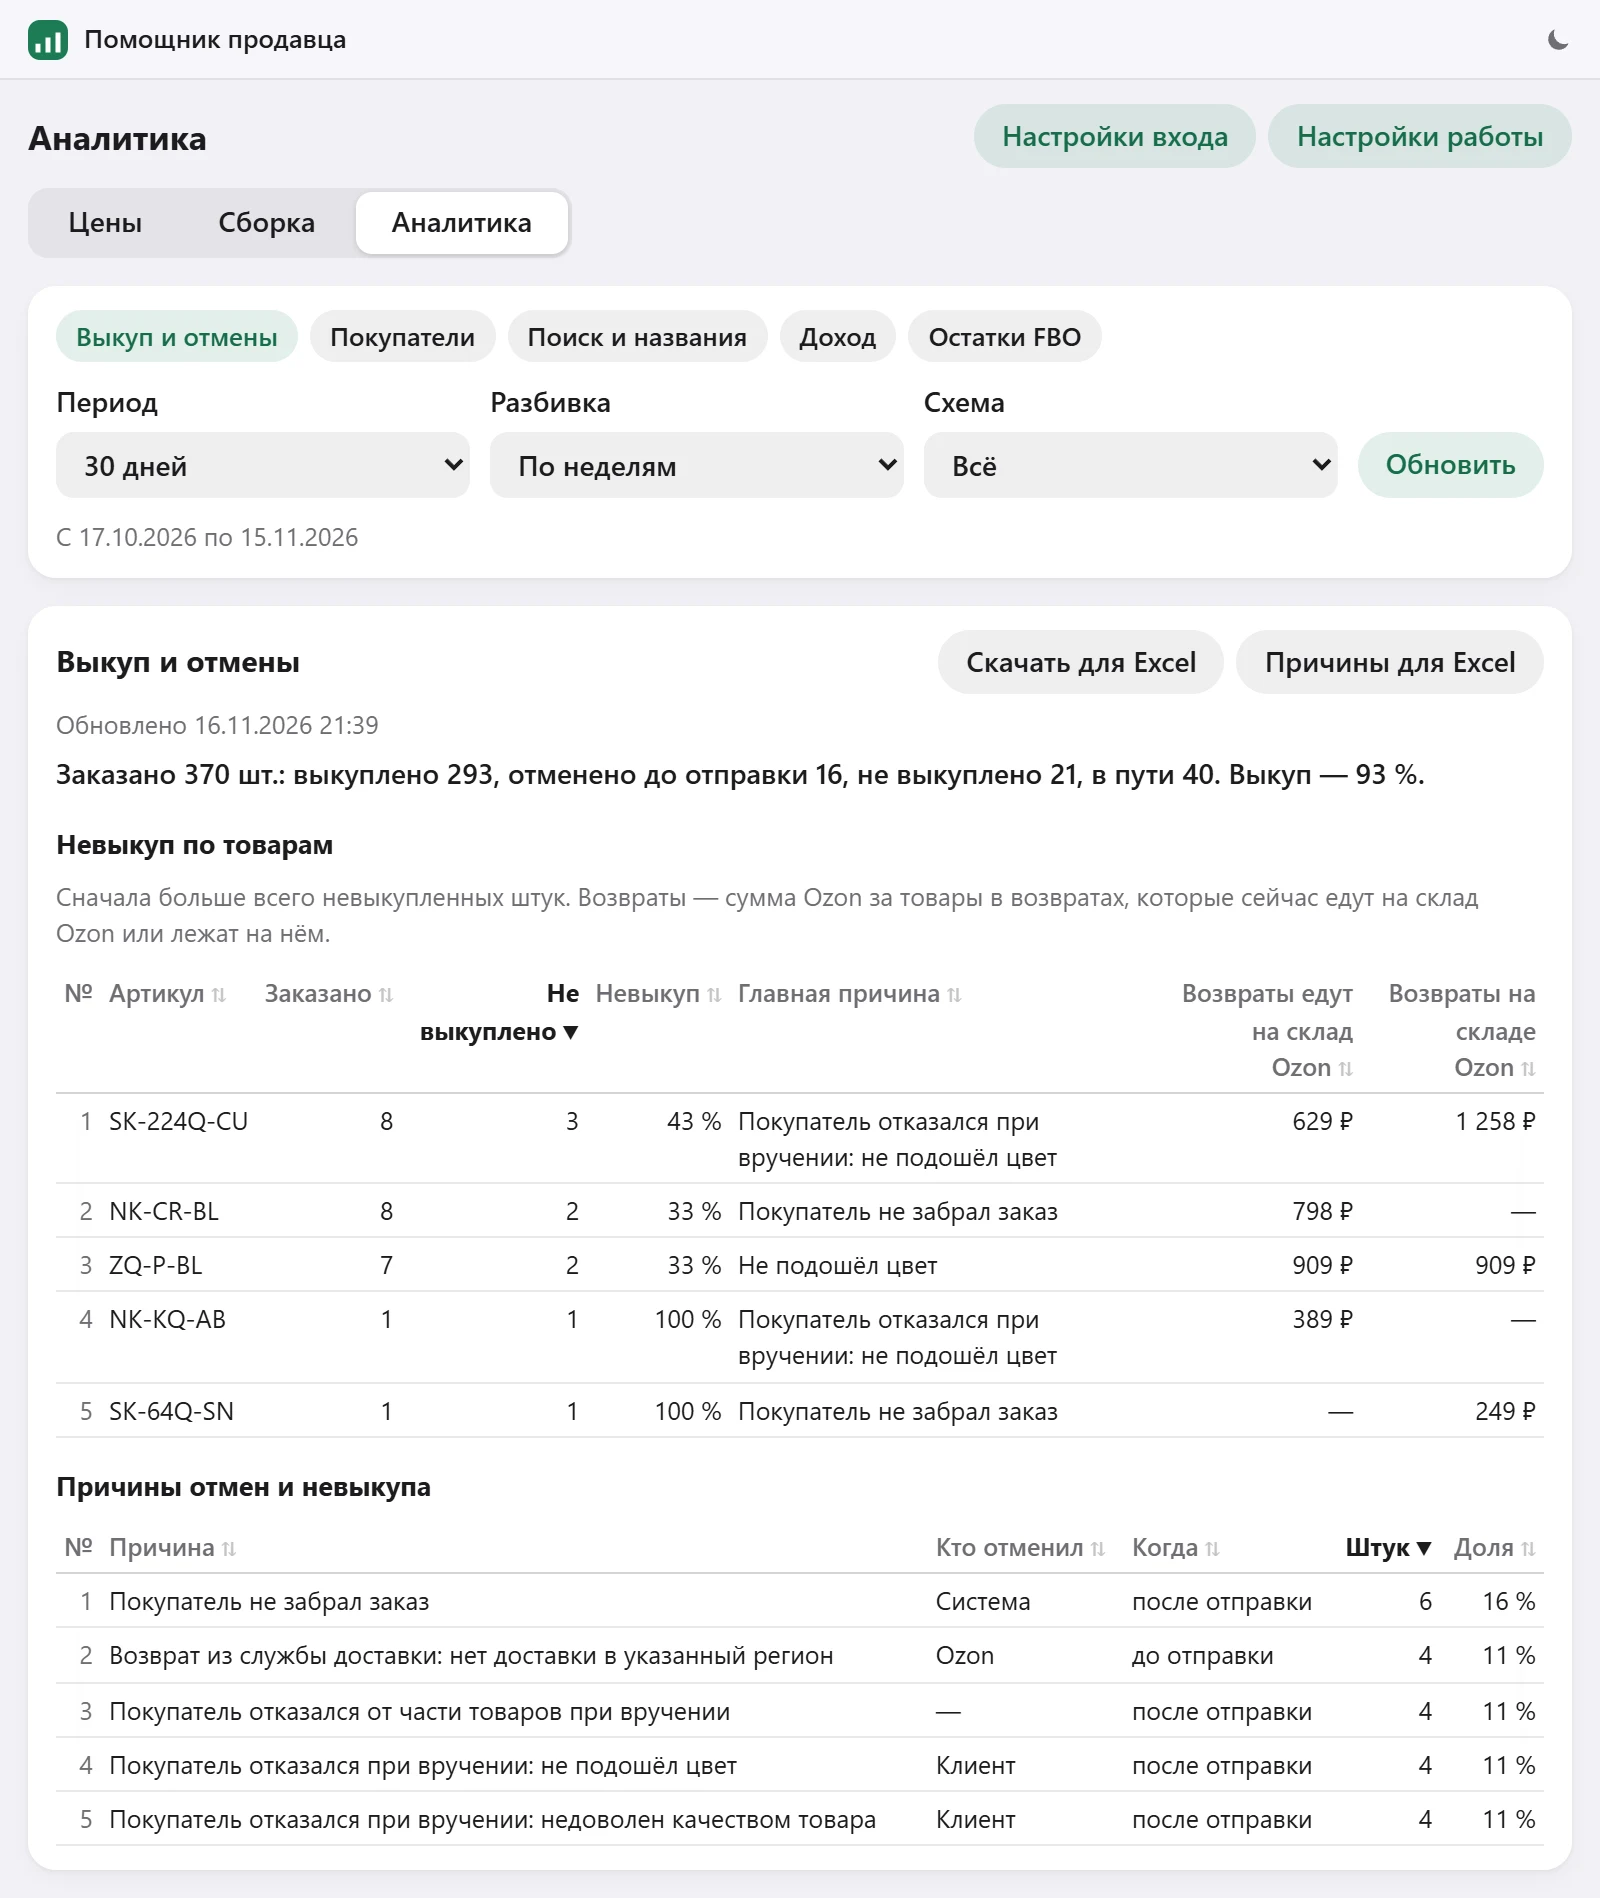 Помощник продавца
Аналитика
Настройки входа
Настройки работы
Цены
Сборка
Аналитика
Выкуп и отмены
Покупатели
Поиск и названия
Доход
Остатки FBO
Период
Разбивка
Схема
30 дней
По неделям
Всё
Обновить
С 17.10.2026 по 15.11.2026
Выкуп и отмены
Скачать для Excel
Причины для Excel
Обновлено 16.11.2026 21:39
Заказано 370 шт.: выкуплено 293, отменено до отправки 16, не выкуплено 21, в пути 40. Выкуп — 93 %.
Невыкуп по товарам
Сначала больше всего невыкупленных штук. Возвраты — сумма Ozon за товары в возвратах, которые сейчас едут на склад
Ozon или лежат на нём.
№ Артикул ⇅ Заказано ⇅ Не Невыкуп ⇅ Главная причина ⇅ Возвраты едут Возвраты на
выкуплено ▼ на склад складе
Ozon ⇅ Ozon ⇅
1 SK-224Q-CU 8 3 43 % Покупатель отказался при 629 ₽ 1 258 ₽
вручении: не подошёл цвет
2 NK-CR-BL 8 2 33 % Покупатель не забрал заказ 798 ₽ —
3 ZQ-P-BL 7 2 33 % Не подошёл цвет 909 ₽ 909 ₽
4 NK-KQ-AB 1 1 100 % Покупатель отказался при 389 ₽ —
вручении: не подошёл цвет
5 SK-64Q-SN 1 1 100 % Покупатель не забрал заказ — 249 ₽
Причины отмен и невыкупа
№ Причина ⇅ Кто отменил ⇅ Когда ⇅ Штук ▼ Доля ⇅
1 Покупатель не забрал заказ Система после отправки 6 16 %
2 Возврат из службы доставки: нет доставки в указанный регион Ozon до отправки 4 11 %
3 Покупатель отказался от части товаров при вручении — после отправки 4 11 %
4 Покупатель отказался при вручении: не подошёл цвет Клиент после отправки 4 11 %
5 Покупатель отказался при вручении: недоволен качеством товара Клиент после отправки 4 11 %